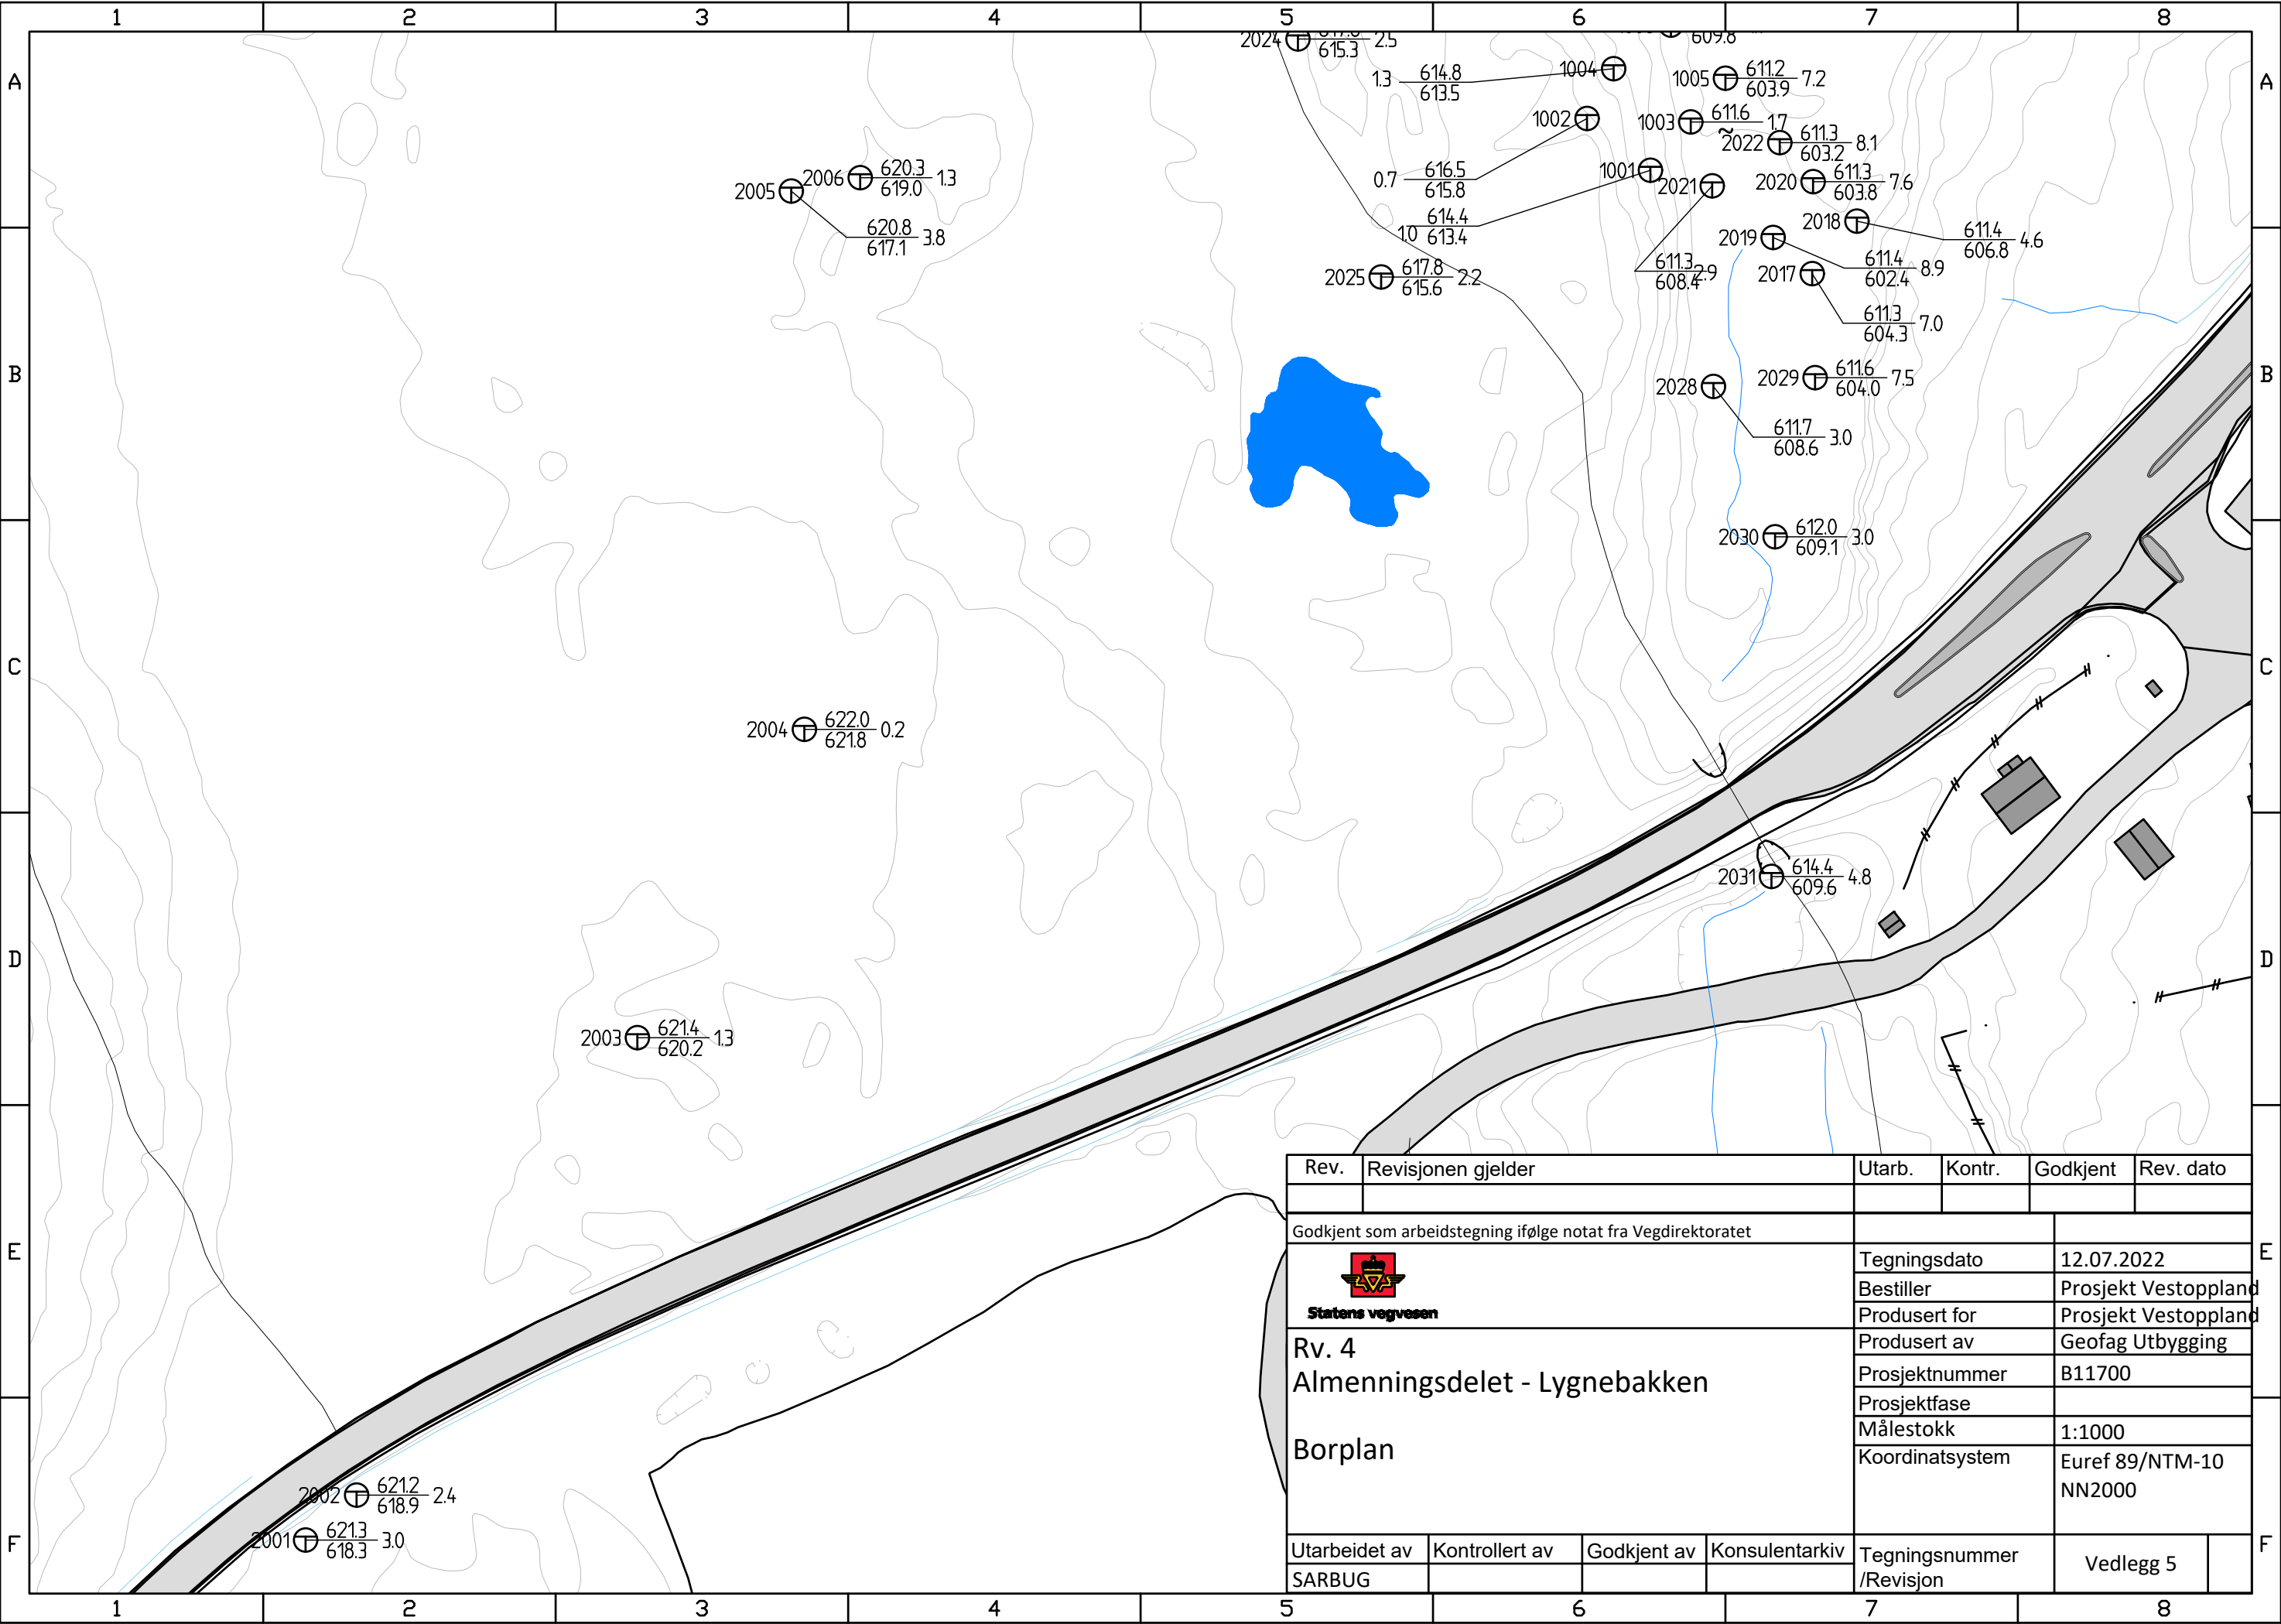 1 2 3 4 5 6 7 8
A A
B B
C C
D D
E E
F F
1 2 3 4 5 6 7 8
2024 615.3 2.5
609.8
1.3 614.8 613.5 1004
1005 611.2 603.9 7.2
1002
0.7 616.5 615.8
1003 611.6 ~ 1.7
2022 611.3 603.2 8.1
1001
1.0 614.4 613.4
2021 611.3 608.4 2.9
2020 611.3 603.8 7.6
2018 611.4 606.8 4.6
2019 611.4 602.4 8.9
2017 611.3 604.3 7.0
2005 620.8 617.1 3.8
2006 620.3 619.0 1.3
2025 617.8 615.6 2.2
2028 611.7 608.6 3.0
2029 611.6 604.0 7.5
2030 612.0 609.1 3.0
2004 622.0 621.8 0.2
2031 614.4 609.6 4.8
2003 621.4 620.2 1.3
2002 621.2 618.9 2.4
2001 621.3 618.3 3.0
Rev. Revisjonen gjelder Utarb. Kontr. Godkjent Rev. dato
Godkjent som arbeidstegning ifølge notat fra Vegdirektoratet
Statens vegvesen
Rv. 4
Almenningsdelet - Lygnebakken
Borplan
Tegningsdato 12.07.2022
Bestiller Prosjekt Vestoppland
Produsert for Prosjekt Vestoppland
Produsert av Geofag Utbygging
Prosjektnummer B11700
Prosjektfase
Målestokk 1:1000
Koordinatsystem Euref 89/NTM-10
NN2000
Utarbeidet av Kontrollert av Godkjent av Konsulentarkiv
SARBUG
Tegningsnummer
/Revisjon
Vedlegg 5